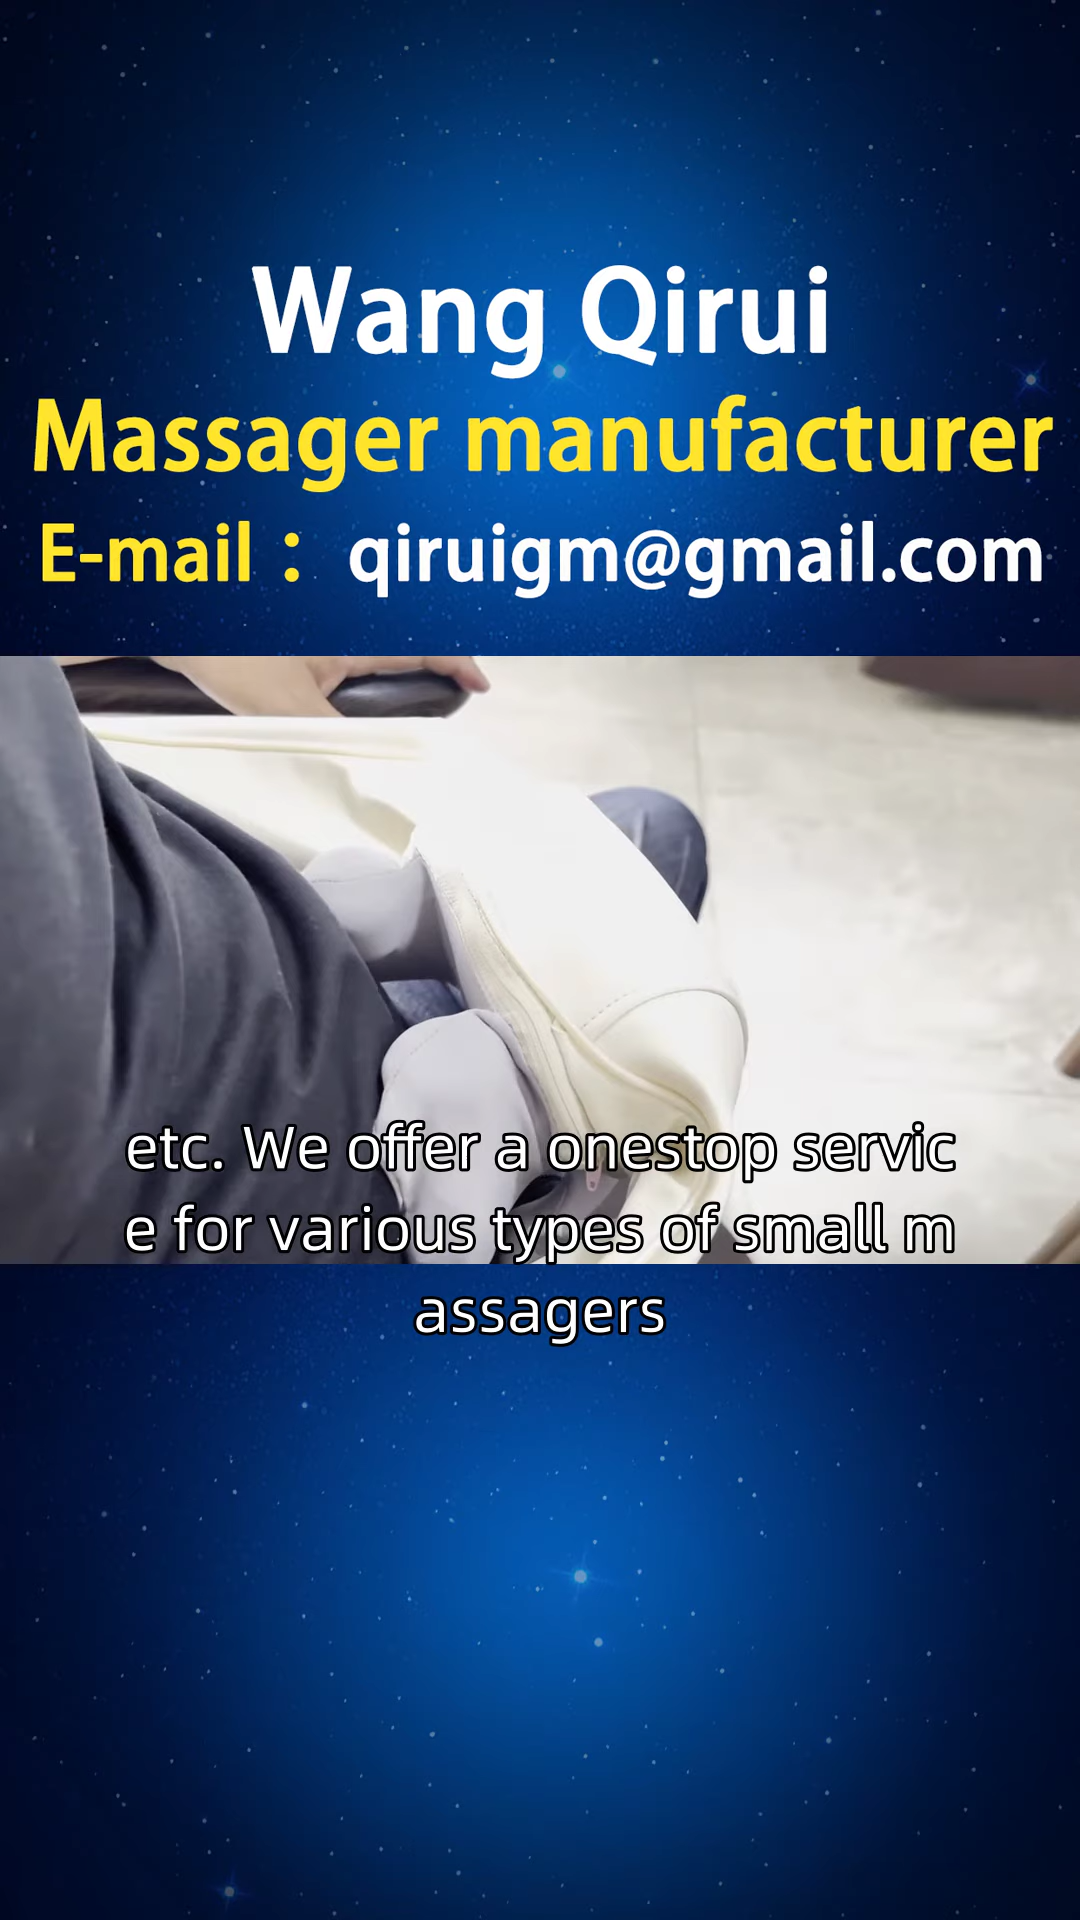 Wang Qirui
Massager manufacturer
E-mail： qiruigm@gmail.com
etc. We offer a onestop servic
e for various types of small m
assagers